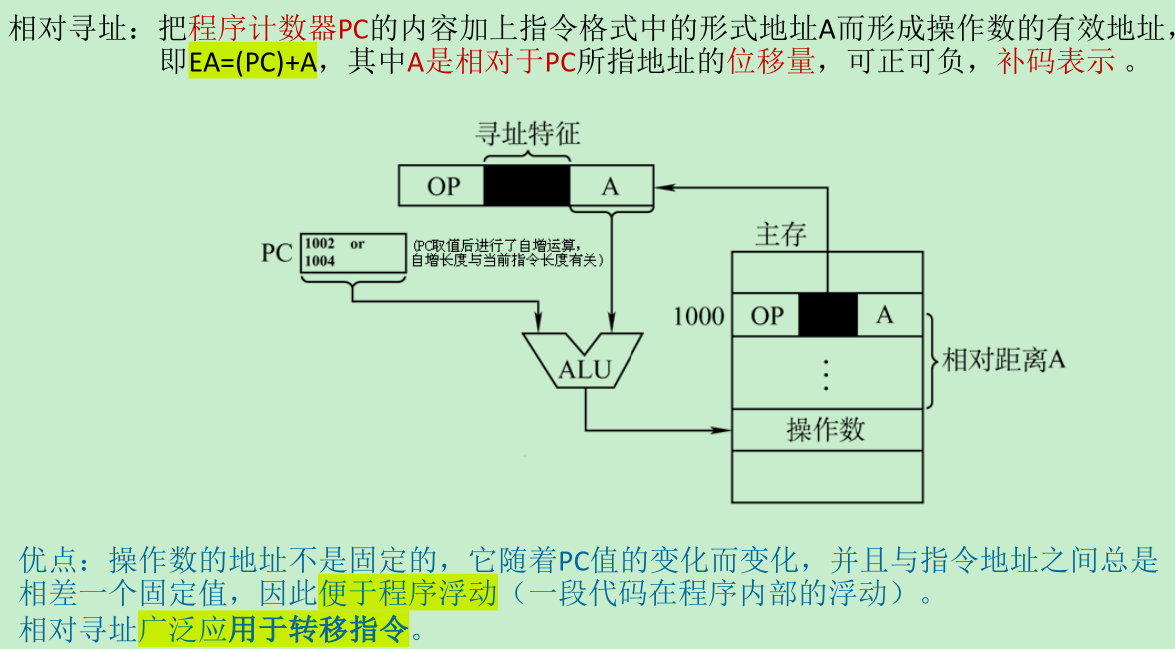 相对寻址：把程序计数器PC的内容加上指令格式中的形式地址A而形成操作数的有效地址，
即EA=(PC)+A，其中A是相对于PC所指地址的位移量，可正可负，补码表示 。
寻址特征
OP A
PC 1002 or
1004
(PC取值后进行了自增运算，
自增长度与当前指令长度有关)
主存
1000 OP A
ALU
⋮
相对距离A
操作数
优点：操作数的地址不是固定的，它随着PC值的变化而变化，并且与指令地址之间总是
相差一个固定值，因此便于程序浮动（一段代码在程序内部的浮动）。
相对寻址广泛应用于转移指令。